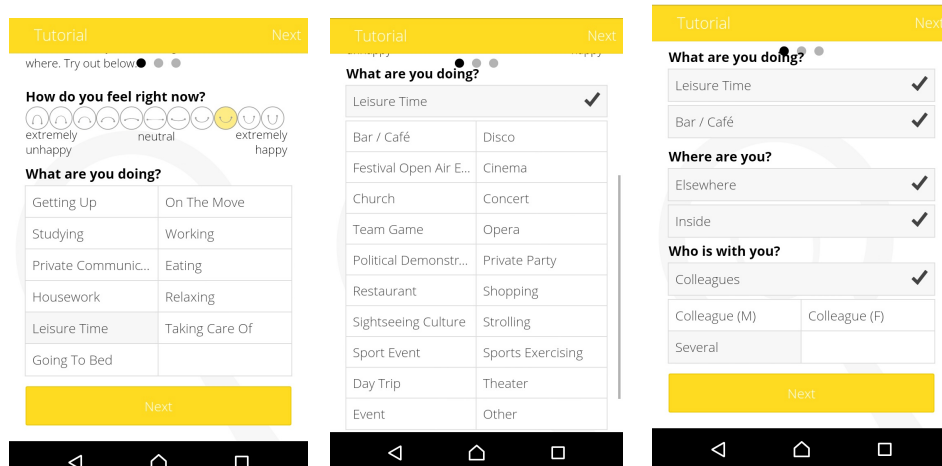 Tutorial Next
where. Try out below.
How do you feel right now?
extremely unhappy
neutral
extremely happy
What are you doing?
Getting Up On The Move
Studying Working
Private Communic... Eating
Housework Relaxing
Leisure Time Taking Care Of
Going To Bed
Next
Tutorial Next
What are you doing?
Leisure Time
Bar / Café Disco
Festival Open Air E... Cinema
Church Concert
Team Game Opera
Political Demonstr... Private Party
Restaurant Shopping
Sightseeing Culture Strolling
Sport Event Sports Exercising
Day Trip Theater
Event Other
Tutorial Next
What are you doing?
Leisure Time
Bar / Café
Where are you?
Elsewhere
Inside
Who is with you?
Colleagues
Colleague (M) Colleague (F)
Several
Next